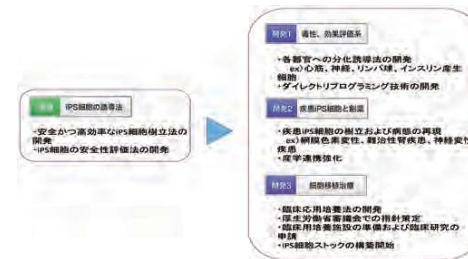 iPS細胞の誘導法
・安全かつ高効率なiPS細胞樹立法の
開発
・iPS細胞の安全性評価法の開発
開発1 毒性、効果評価系
・各器官への分化誘導法の開発
ex)心筋、神経、リンパ球、インスリン産生
細胞
・ダイレクトリプログラミング技術の開発
開発2 疾患iPS細胞と創薬
・疾患iPS細胞の樹立および病態の再現
ex)網膜色素変性、難治性腎疾患、神経変性
疾患
・産学連携強化
開発3 細胞移植治療
・臨床応用培養法の開発
・厚生労働省審議会での指針策定
・臨床用培養施設の準備および臨床研究の
申請
・iPS細胞ストックの構築開始